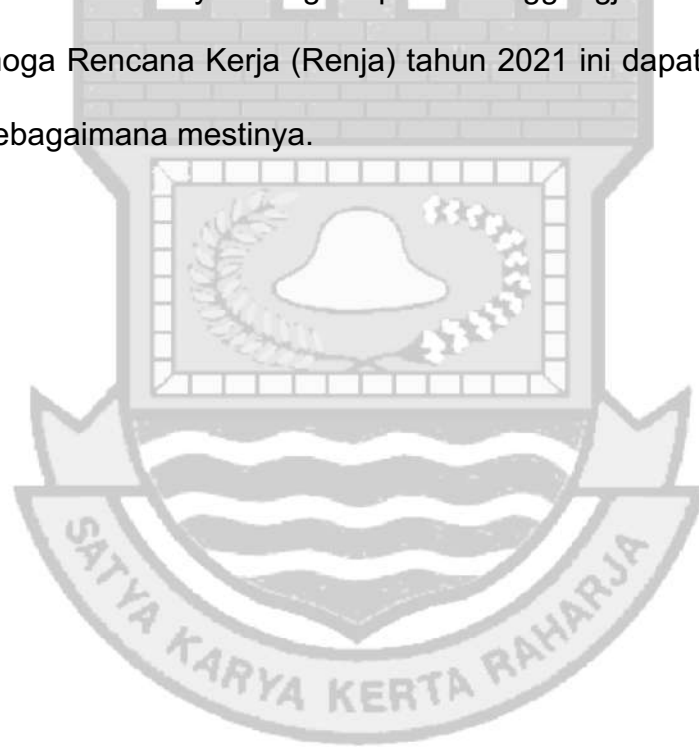 oga Rencana Kerja (Renja) tahun 2021 ini dapat
ebagaimana mestinya.
SATYA KARYA KERTA RAHARJA